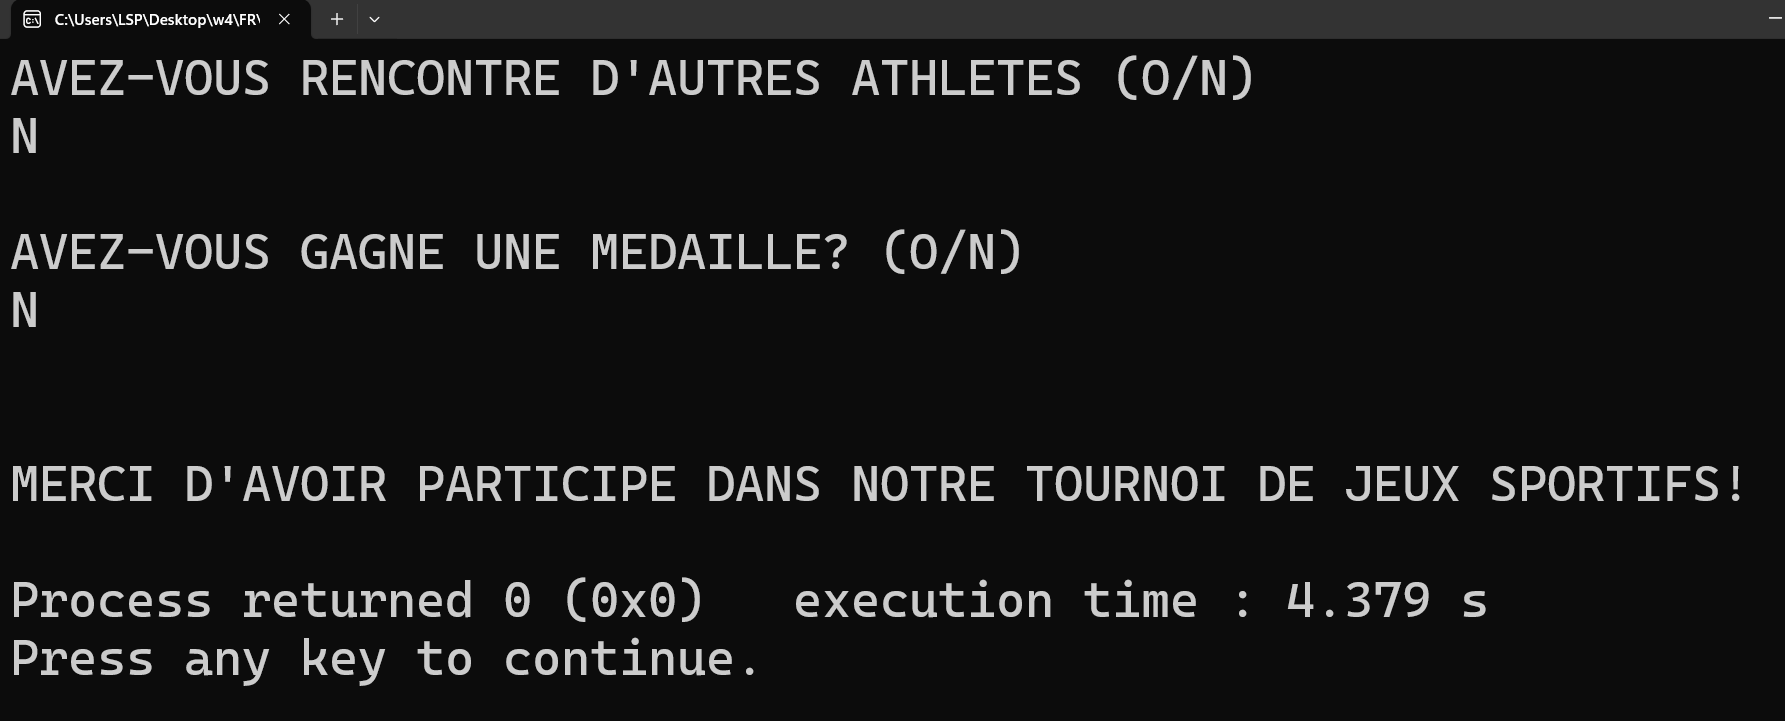 C:\Users\LSP\Desktop\w4\FR\
AVEZ-VOUS RENCONTRE D'AUTRES ATHLETES (O/N)
N
AVEZ-VOUS GAGNE UNE MEDAILLE? (O/N)
N
MERCI D'AVOIR PARTICIPE DANS NOTRE TOURNOI DE JEUX SPORTIFS!
Process returned 0 (0x0)   execution time : 4.379 s
Press any key to continue.